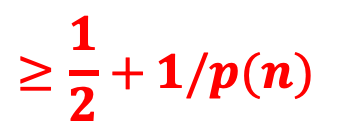 ≥ 1/2 + 1/p(n)